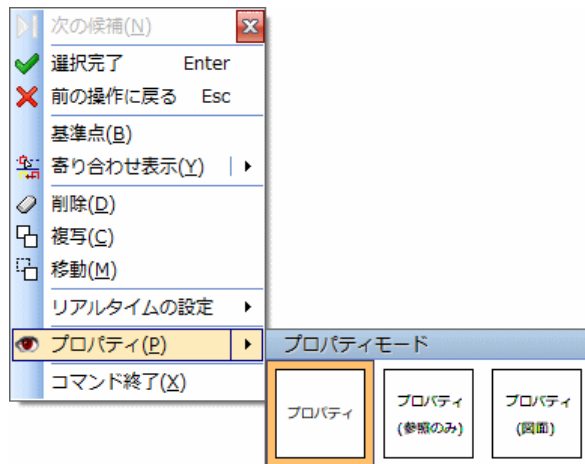 次の候補(N)
選択完了 Enter
前の操作に戻る Esc
基準点(B)
寄り合わせ表示(Y)
削除(D)
複写(C)
移動(M)
リアルタイムの設定
プロパティ(P)
プロパティモード
コマンド終了(X)
プロパティ
プロパティ
(参照のみ)
プロパティ
(図面)